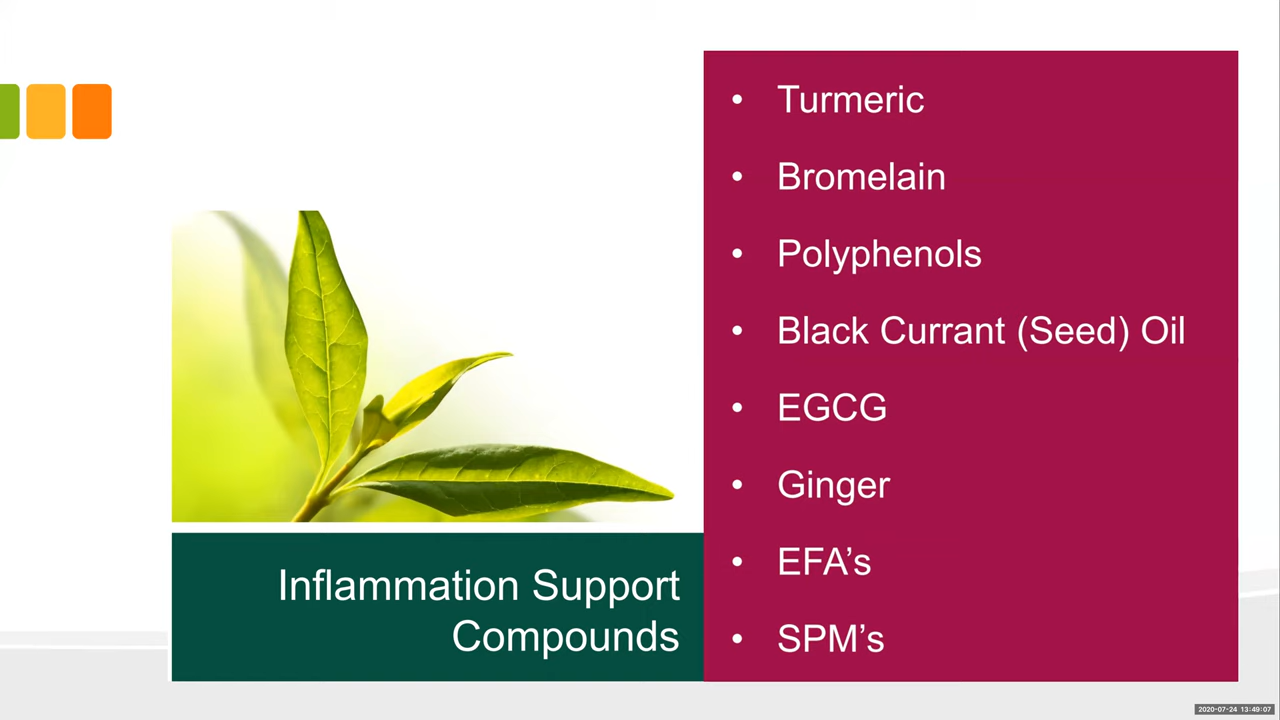 Inflammation Support
Compounds
• Turmeric
• Bromelain
• Polyphenols
• Black Currant (Seed) Oil
• EGCG
• Ginger
• EFA’s
• SPM’s
2020-07-24 13:49:07